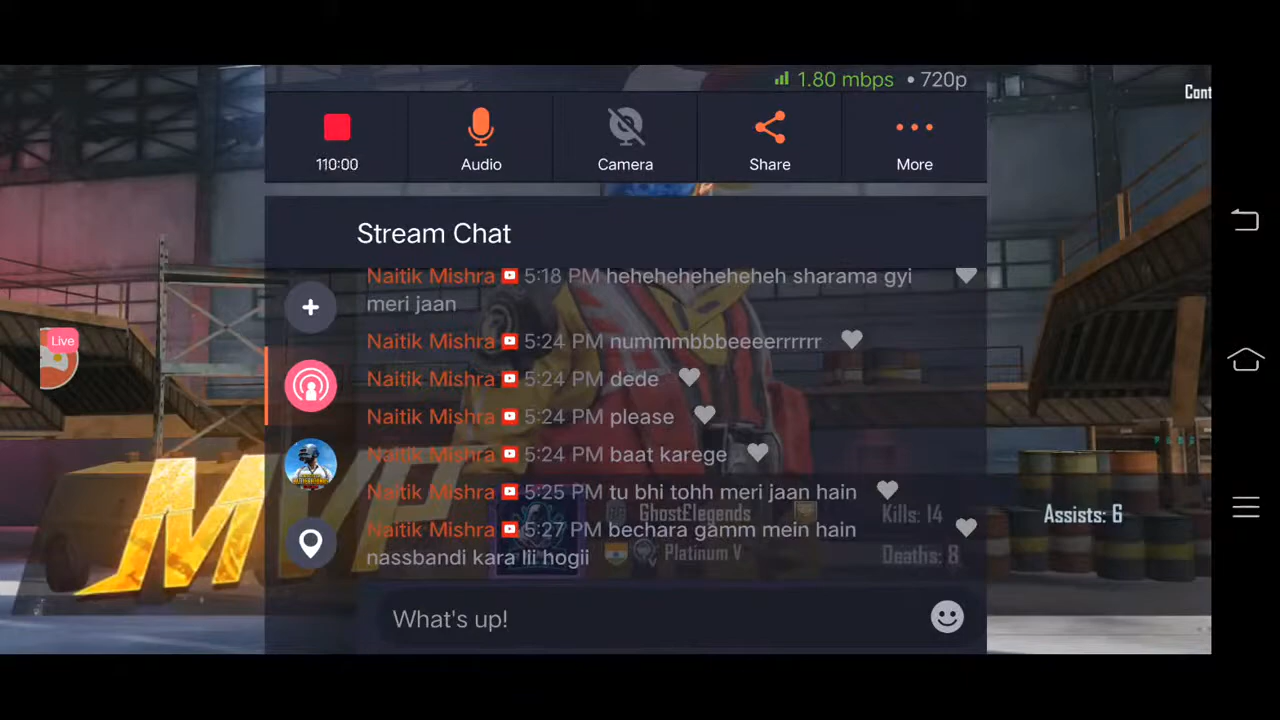 1.80 mbps • 720p
Cont
110:00
Audio
Camera
Share
More
Stream Chat
Naitik Mishra 5:18 PM heheheheheheheh sharama gyi
meri jaan
Naitik Mishra 5:24 PM nummmbbbeeeerrrrrr
Live
Naitik Mishra 5:24 PM dede
Naitik Mishra 5:24 PM please
Naitik Mishra 5:24 PM baat karege
Naitik Mishra 5:25 PM tu bhi tohh meri jaan hain
MVP
Ghost£legends
Kills: 14
Assists: 6
Naitik Mishra 5:27 PM bechara gamm mein hain
nassbandi kara lii hogii
Platinum V
Deaths: 8
What's up!